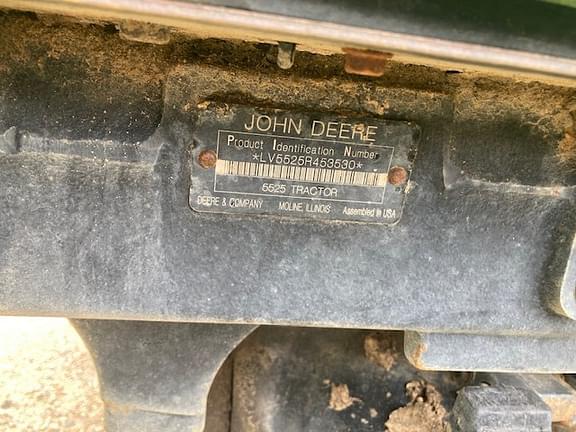 JOHN DEERE
Product Identification Number
*LV5525R453530*
5525 TRACTOR
DEERE & COMPANY MOLINE, ILLINOIS Assembled in USA